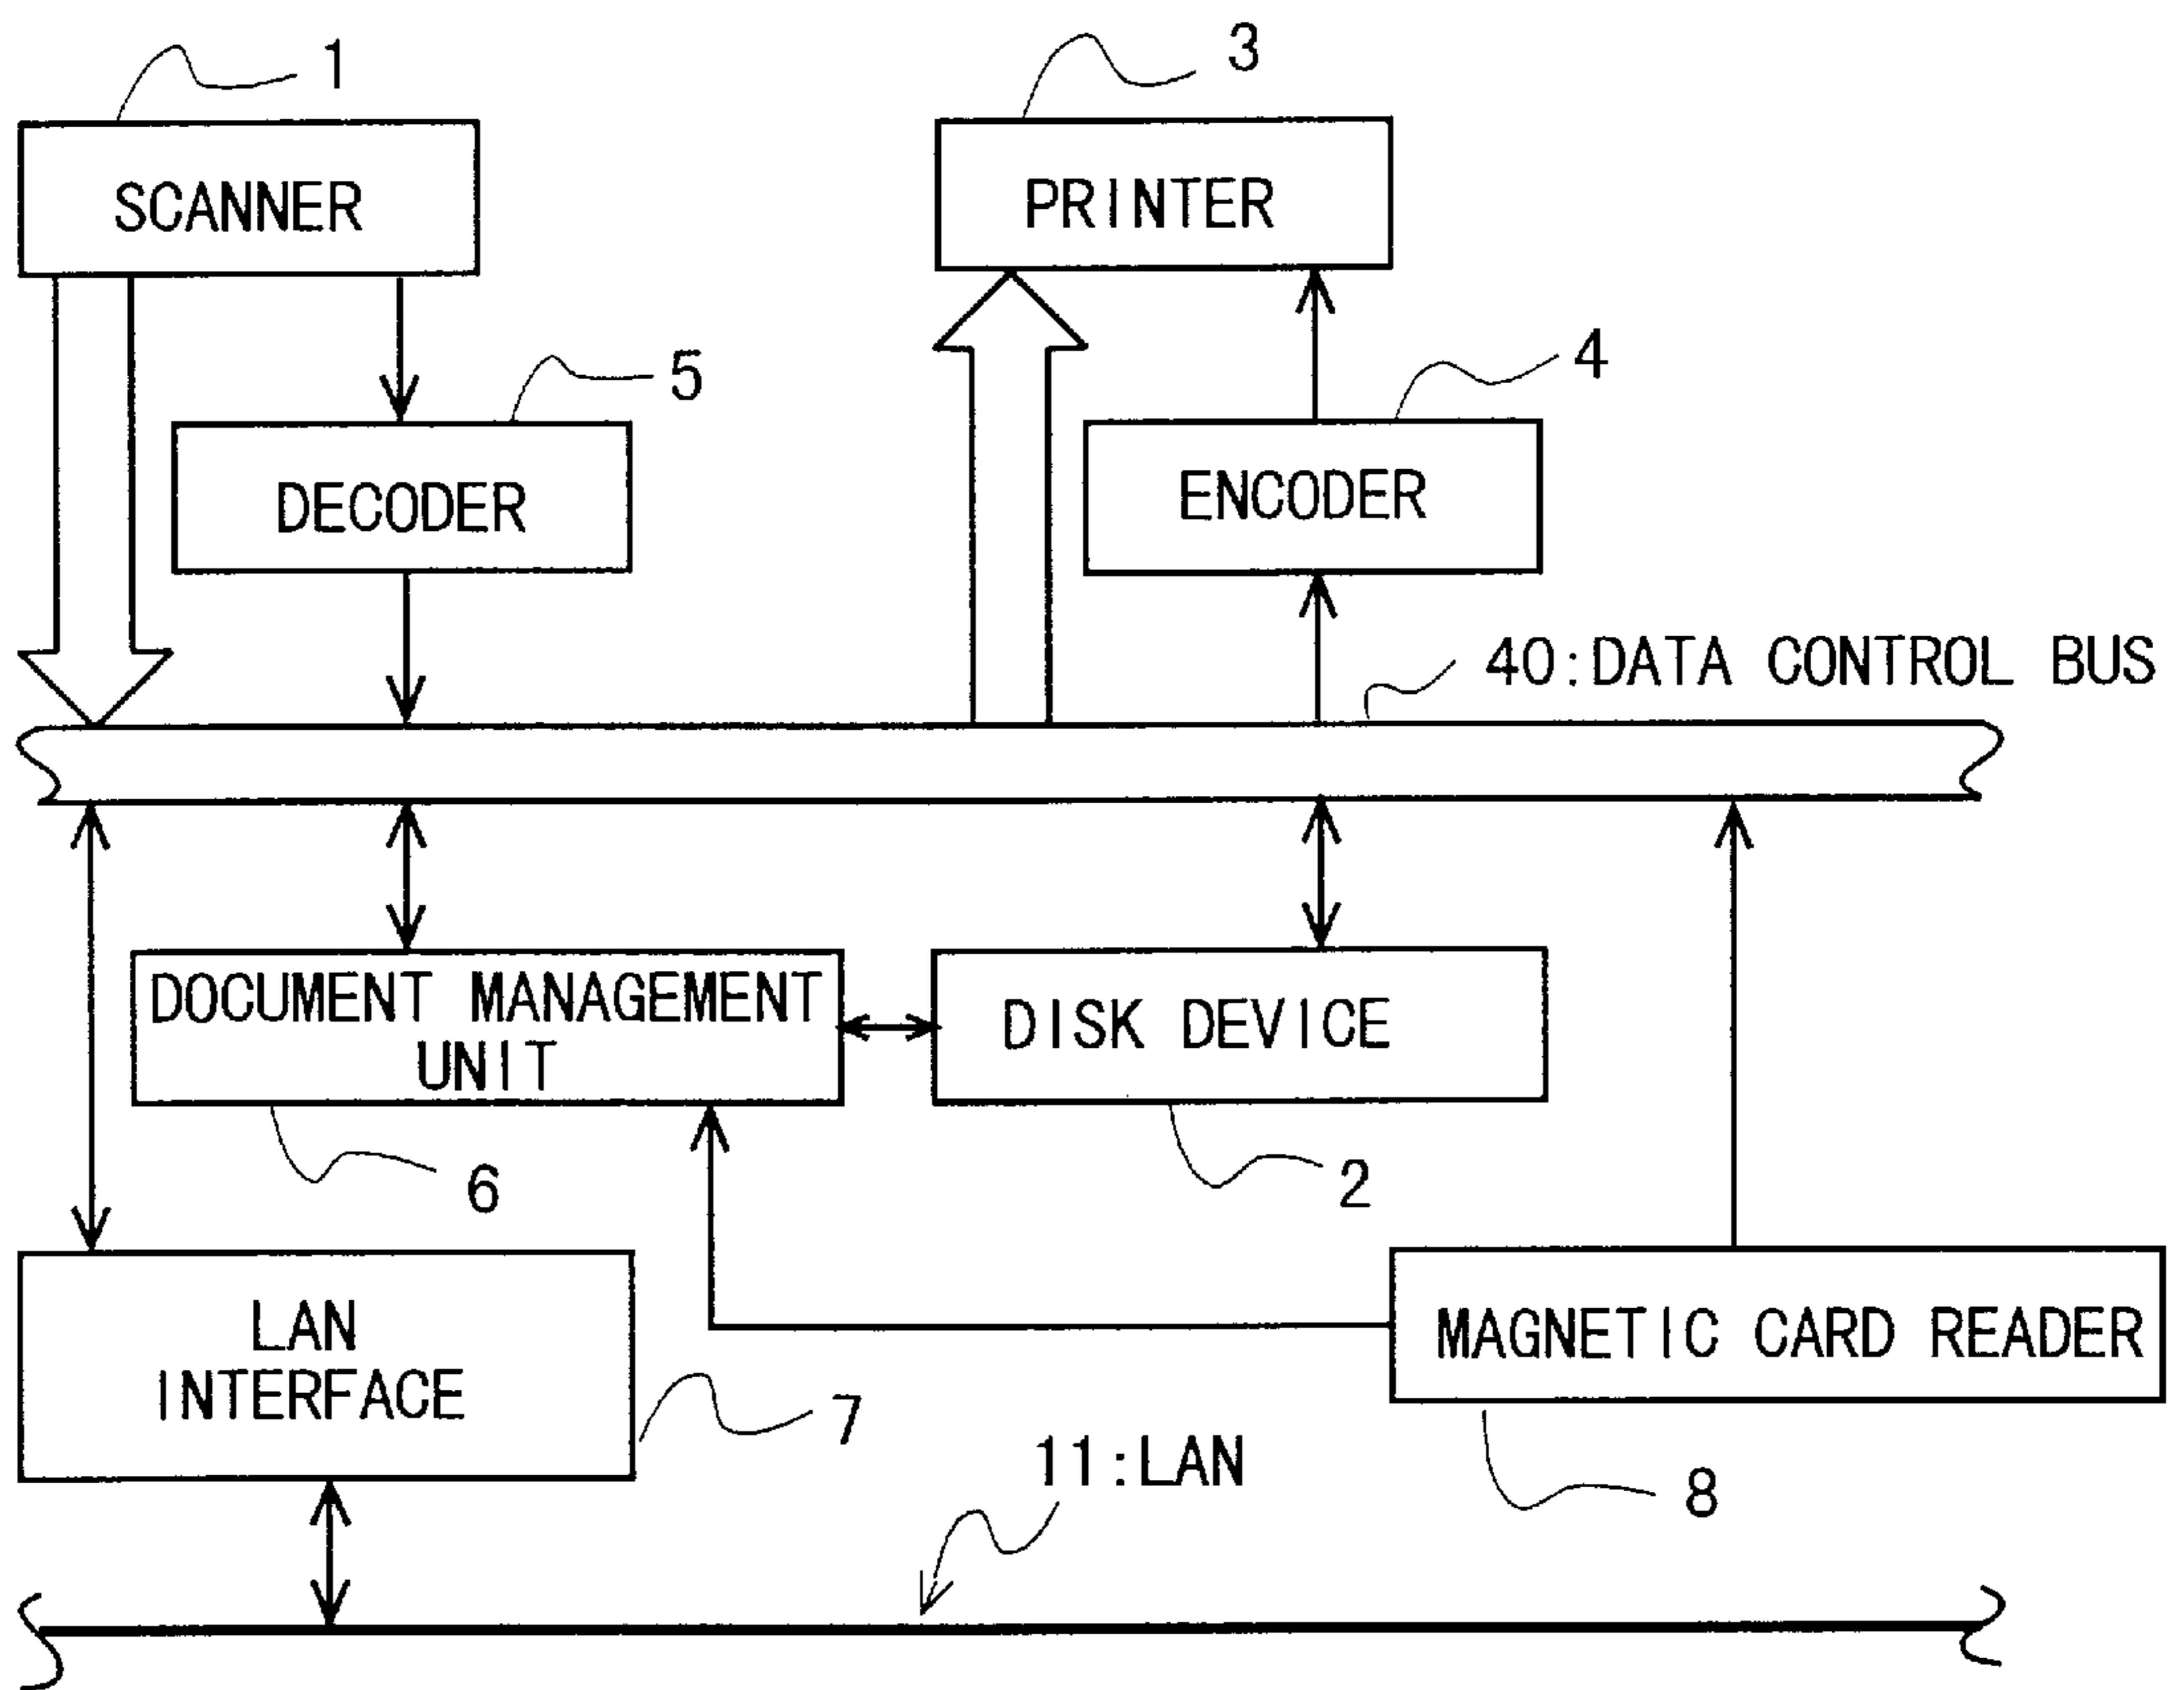 1
3
SCANNER
PRINTER
5
4
DECODER
ENCODER
40:DATA CONTROL BUS
DOCUMENT MANAGEMENT
UNIT
DISK DEVICE
6
2
LAN
INTERFACE
MAGNETIC CARD READER
7
11:LAN
8